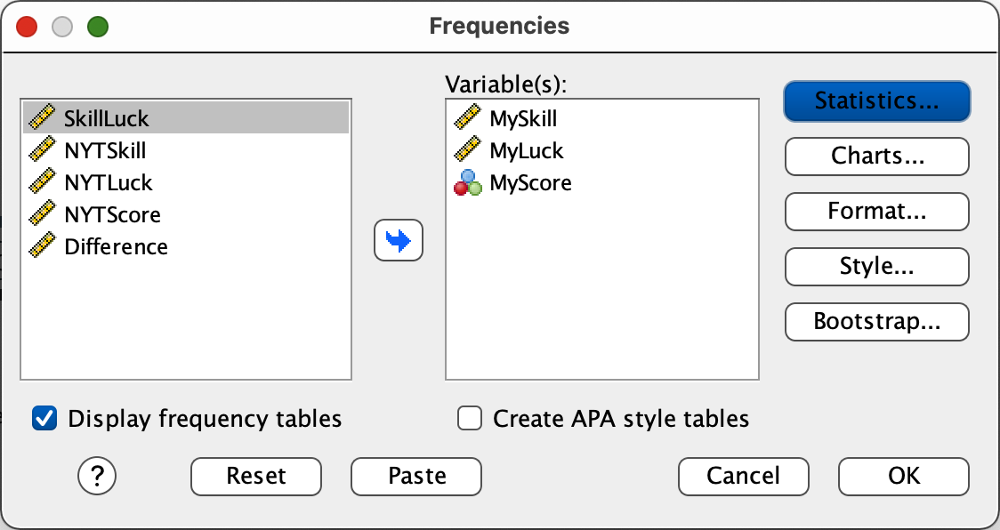 Frequencies
Variable(s):
SkillLuck
NYTSkill
NYTLuck
NYTScore
Difference
MySkill
MyLuck
MyScore
Statistics...
Charts...
Format...
Style...
Bootstrap...
Display frequency tables
Create APA style tables
?
Reset
Paste
Cancel
OK